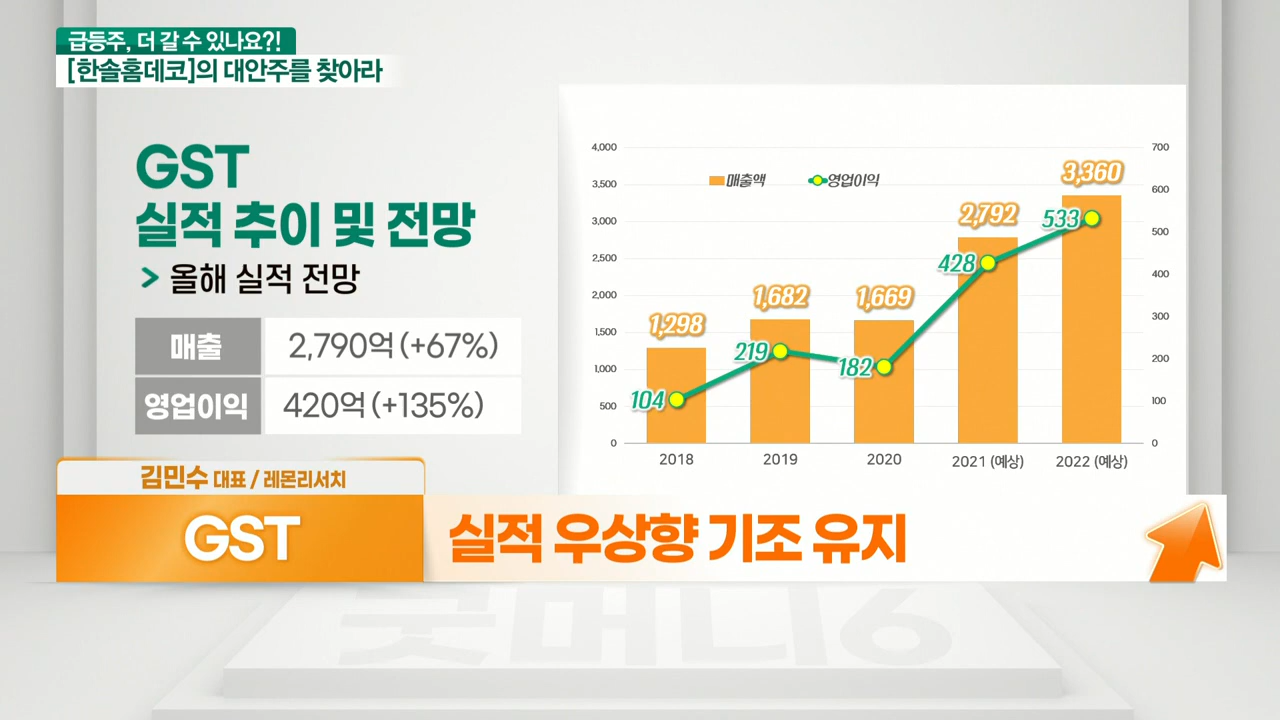 급등주, 더 갈 수 있나요?!
[한솔홈데코]의 대안주를 찾아라
GST
실적 추이 및 전망
> 올해 실적 전망
매출 2,790억 (+67%)
영업이익 420억 (+135%)
매출액 영업이익
4,000
3,500
3,000
2,500
2,000
1,500
1,000
500
0
700
600
500
400
300
200
100
0
1,298
1,682
1,669
2,792
3,360
104
219
182
428
533
2018 2019 2020 2021 (예상) 2022 (예상)
김민수 대표 / 레몬리서치
GST
실적 우상향 기조 유지
굿머니6